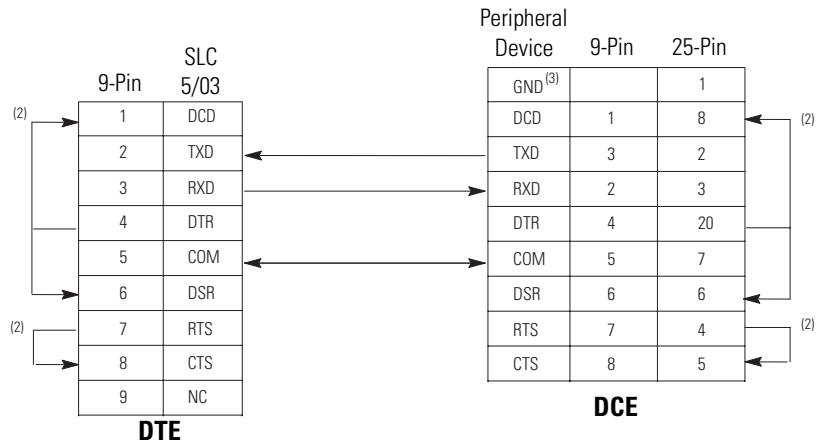 9-Pin SLC 5/03
(2) 1 DCD
2 TXD
3 RXD
4 DTR
5 COM
6 DSR
(2) 7 RTS
8 CTS
9 NC
DTE
Peripheral Device 9-Pin 25-Pin
GND(3) 1
DCD 1 8 (2)
TXD 3 2
RXD 2 3
DTR 4 20
COM 5 7
DSR 6 6
RTS 7 4 (2)
CTS 8 5
DCE